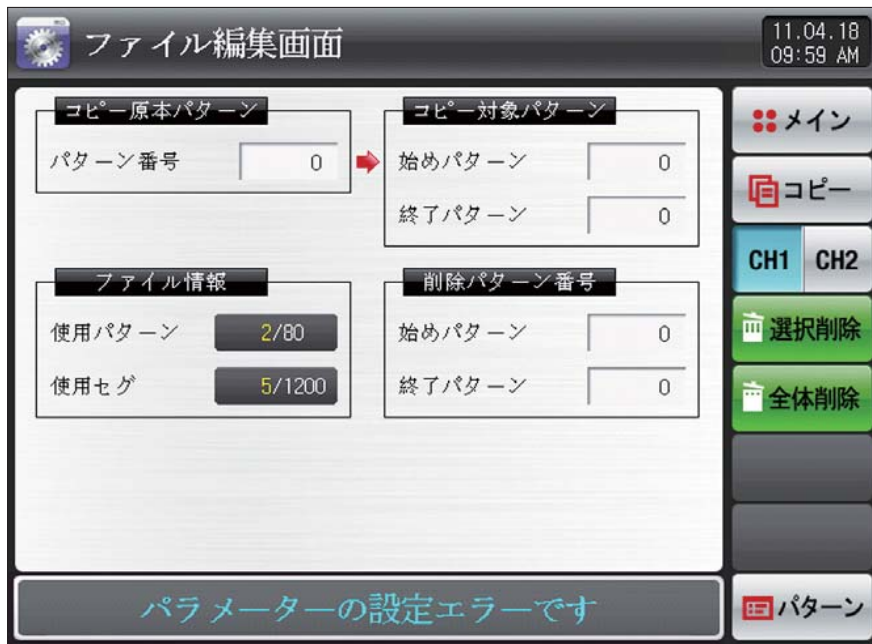 ファイル編集画面
11.04.18
09:59 AM
コピー原本パターン
パターン番号 0
コピー対象パターン
始めパターン 0
終了パターン 0
ファイル情報
使用パターン 2/80
使用セグ 5/1200
削除パターン番号
始めパターン 0
終了パターン 0
メイン
コピー
CH1 CH2
選択削除
全体削除
パラメーターの設定エラーです
パターン